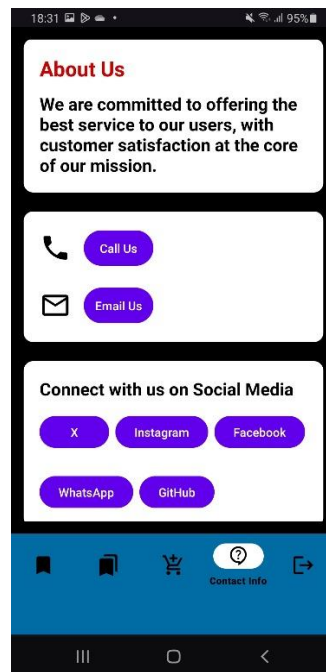 18:31
95%
About Us
We are committed to offering the
best service to our users, with
customer satisfaction at the core
of our mission.
Call Us
Email Us
Connect with us on Social Media
X Instagram Facebook
WhatsApp GitHub
Contact Info